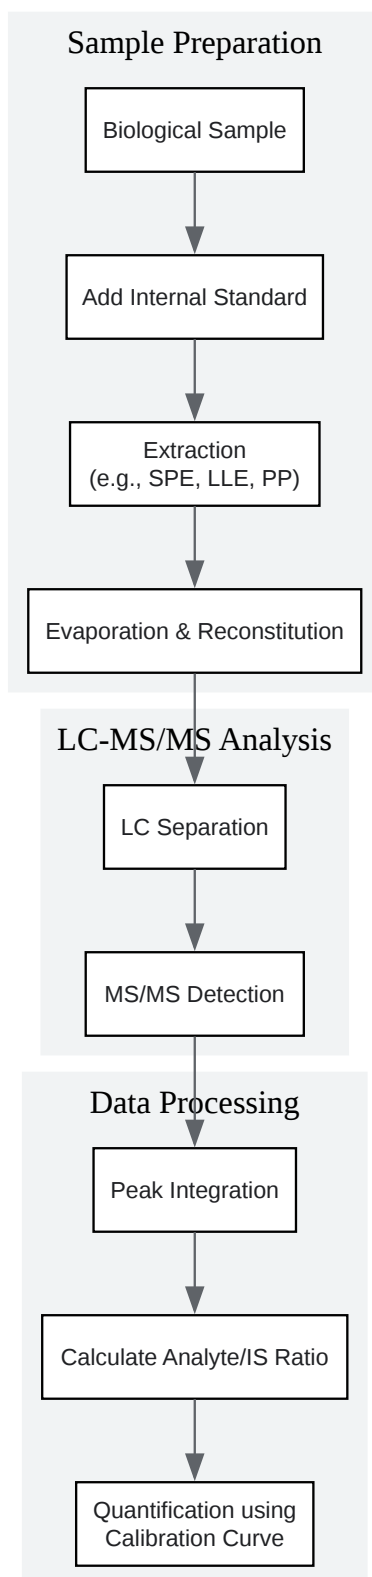 Sample Preparation
Biological Sample
Add Internal Standard
Extraction
(e.g., SPE, LLE, PP)
Evaporation & Reconstitution
LC-MS/MS Analysis
LC Separation
MS/MS Detection
Data Processing
Peak Integration
Calculate Analyte/IS Ratio
Quantification using
Calibration Curve